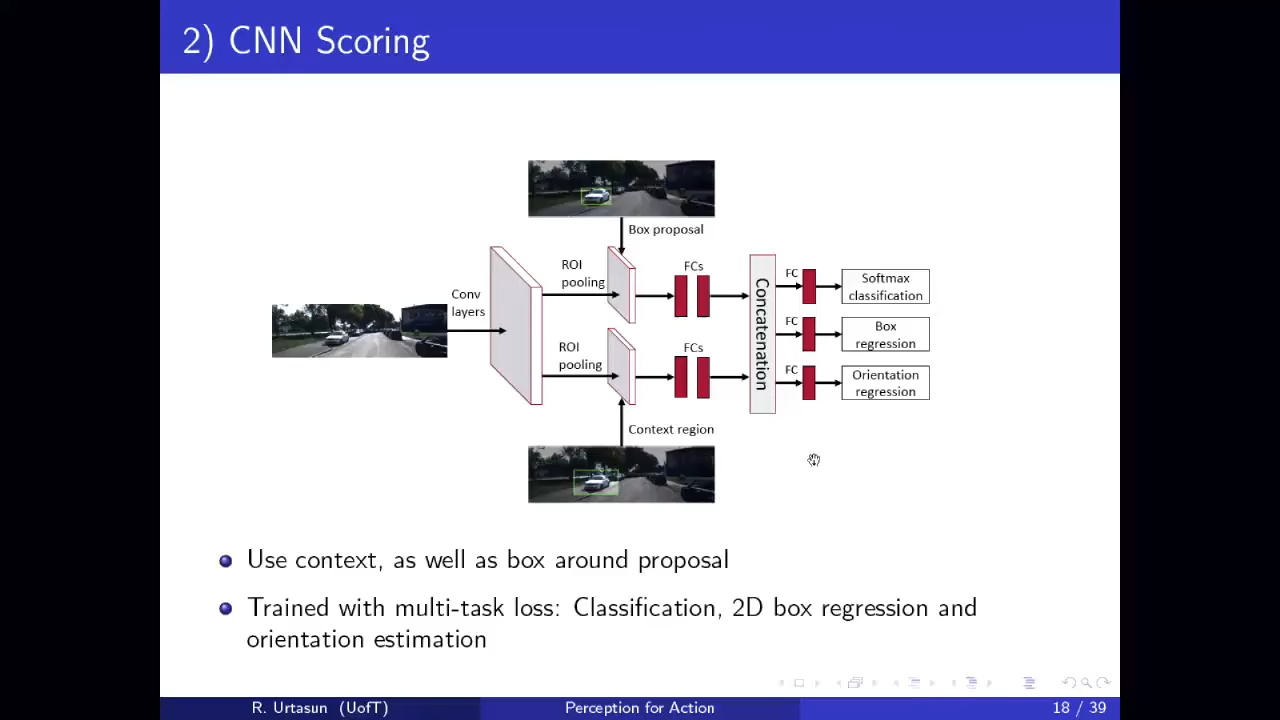 2) CNN Scoring
Box proposal
ROI
pooling
FCs
Conv
layers
ROI
pooling
FCs
Context region
Concatenation
FC
Softmax
classification
FC
Box
regression
FC
Orientation
regression
Use context, as well as box around proposal
Trained with multi-task loss: Classification, 2D box regression and
orientation estimation
R. Urtasun (UofT)
Perception for Action
18 / 39